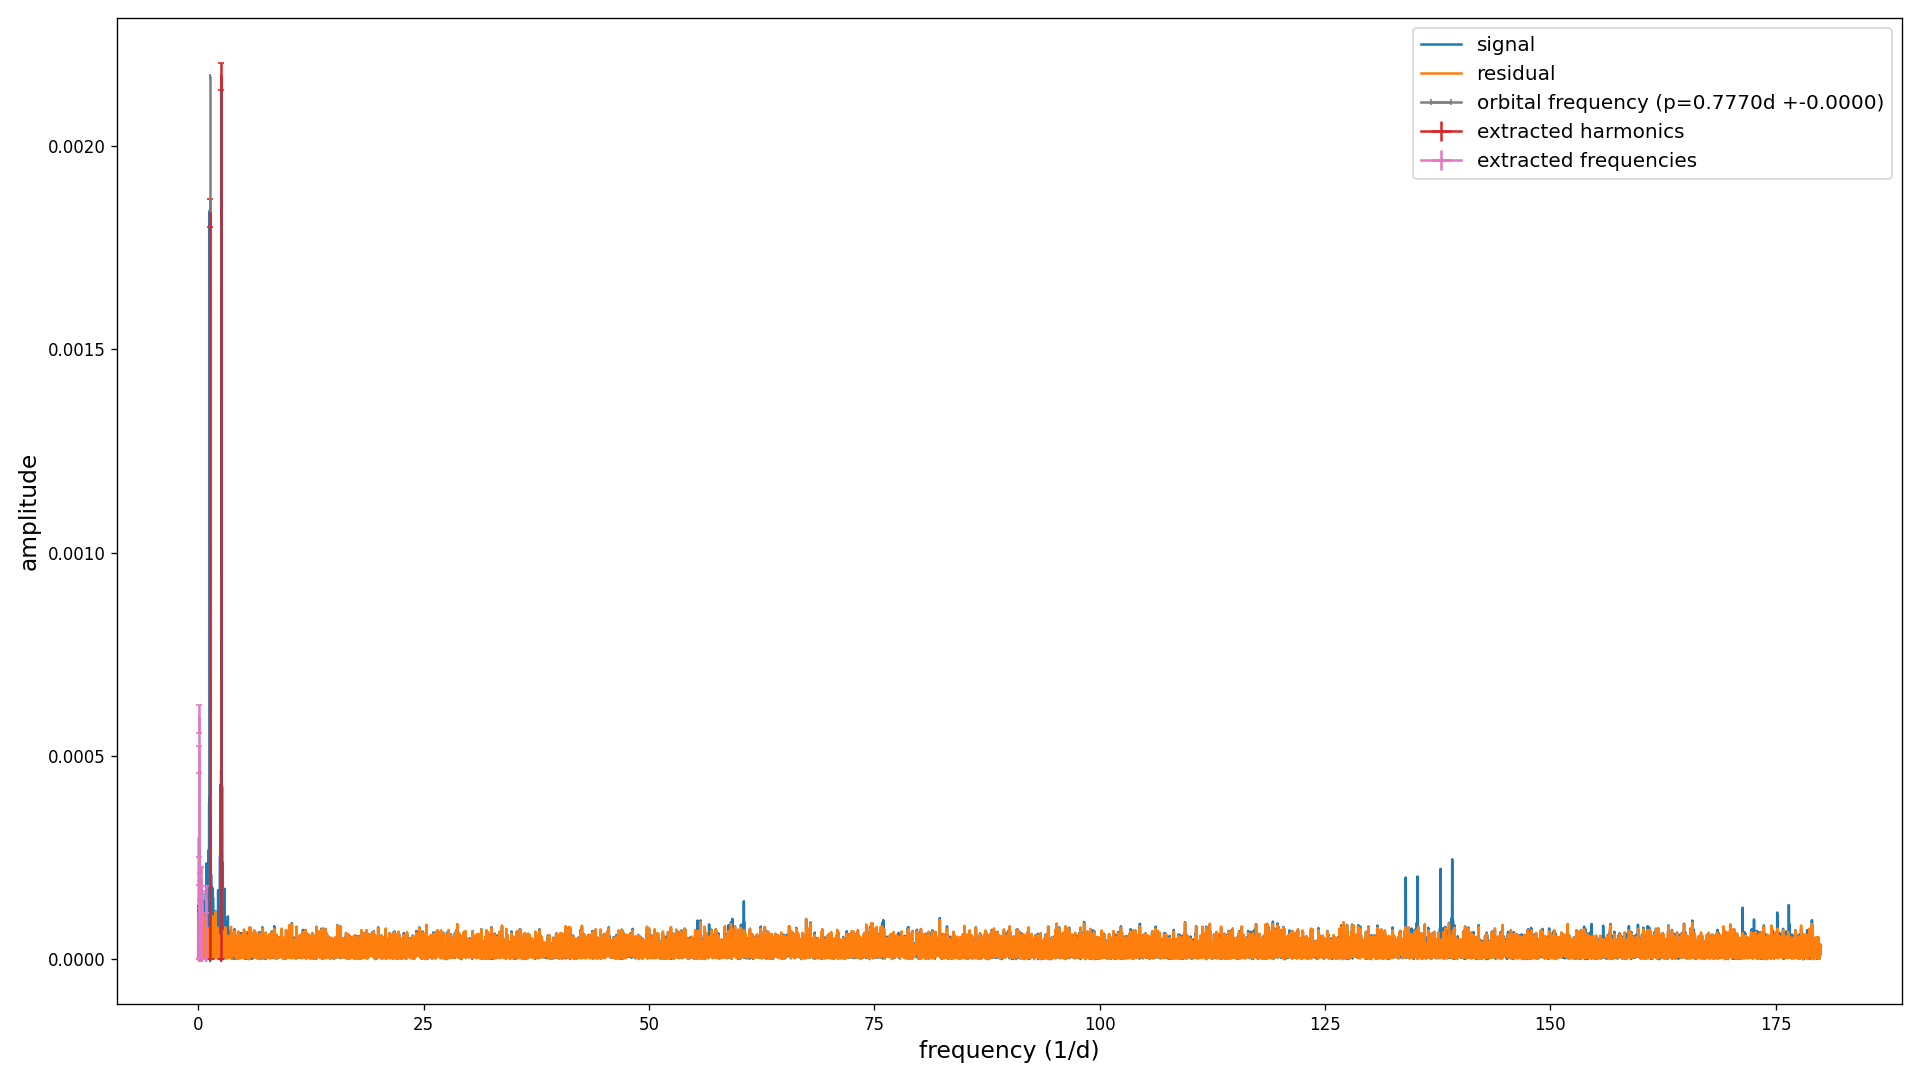 signal
residual
orbital frequency (p=0.7770d +-0.0000)
extracted harmonics
extracted frequencies
amplitude
0.0020
0.0015
0.0010
0.0005
0.0000
0 25 50 75 100 125 150 175
frequency (1/d)